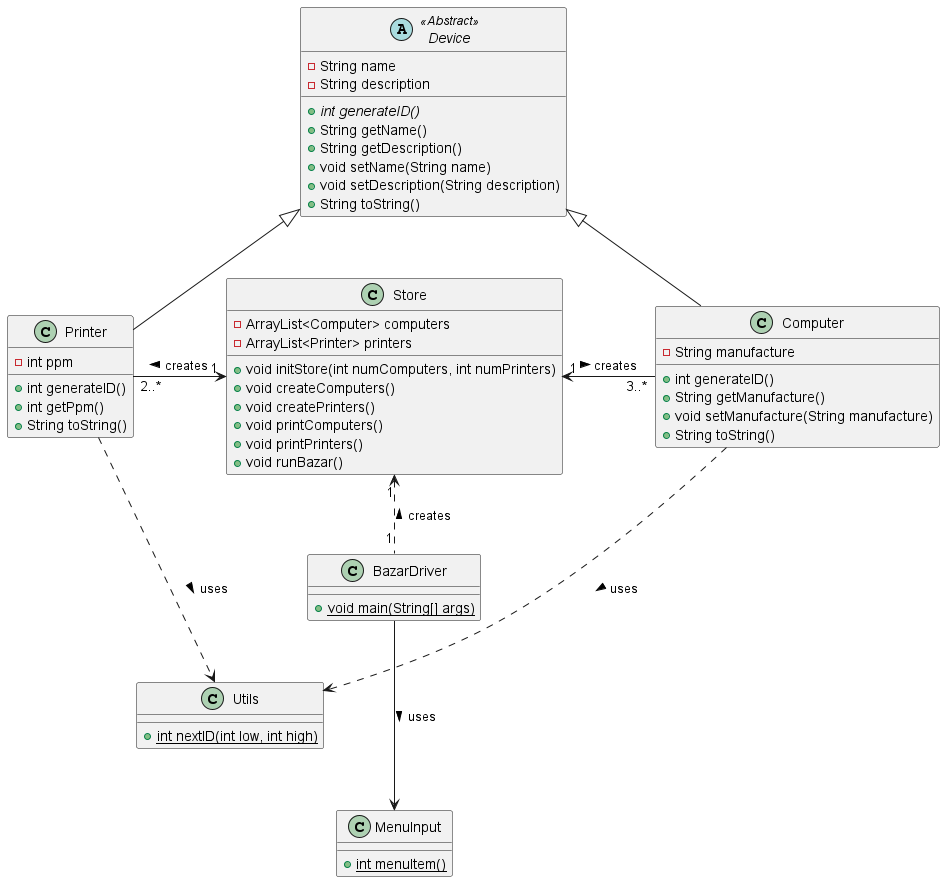 A
«Abstract»
Device
String name
String description
int generateID()
String getName()
String getDescription()
void setName(String name)
void setDescription(String description)
String toString()
C Store
ArrayList<Computer> computers
ArrayList<Printer> printers
void initStore(int numComputers, int numPrinters)
void createComputers()
void createPrinters()
void printComputers()
void printPrinters()
void runBazar()
C Printer
int ppm
int generateID()
int getPpm()
String toString()
C Computer
String manufacture
int generateID()
String getManufacture()
void setManufacture(String manufacture)
String toString()
creates 1
2..*
1 creates
3..*
1
creates
1
C BazarDriver
void main(String[] args)
uses
uses
C Utils
int nextID(int low, int high)
uses
C MenuInput
int menuItem()